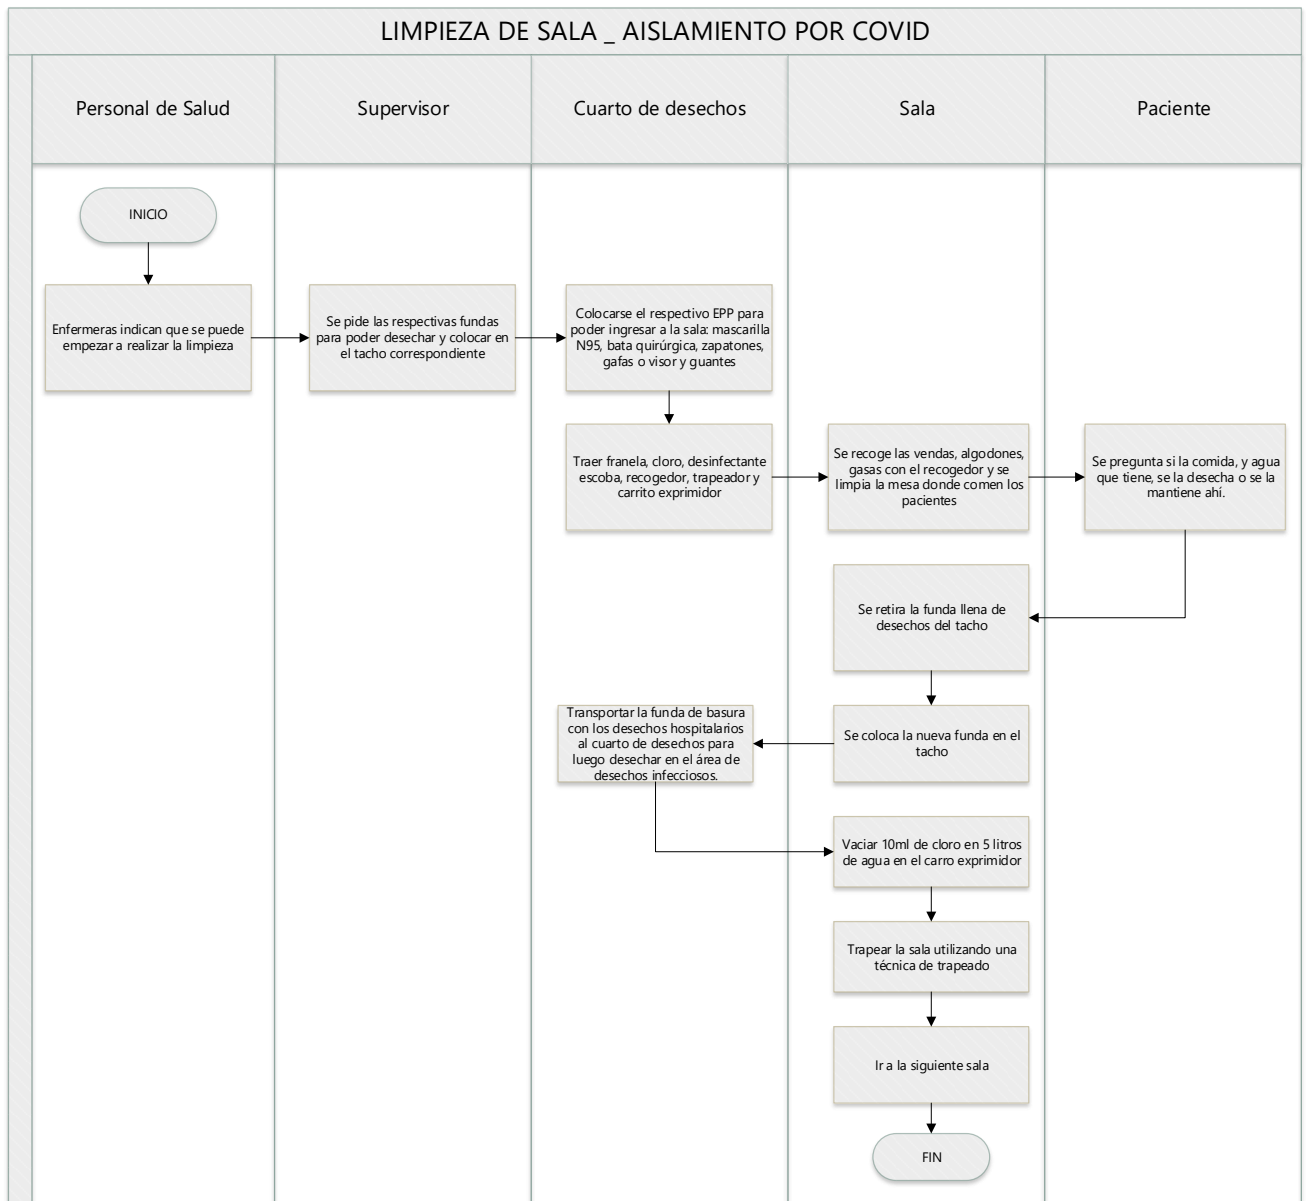 LIMPIEZA DE SALA _ AISLAMIENTO POR COVID
Personal de Salud
Supervisor
Cuarto de desechos
Sala
Paciente
INICIO
Enfermeras indican que se puede
empezar a realizar la limpieza
Se pide las respectivas fundas
para poder desechar y colocar en
el tacho correspondiente
Colocarse el respectivo EPP para
poder ingresar a la sala: mascarilla
N95, bata quirúrgica, zapatones,
gafas o visor y guantes
Traer franela, cloro, desinfectante
escoba, recogedor, trapeador y
carrito exprimidor
Se recoge las vendas, algodones,
gasas con el recogedor y se
limpia la mesa donde comen los
pacientes
Se pregunta si la comida, y agua
que tiene, se la desecha o se la
mantiene ahí.
Se retira la funda llena de
desechos del tacho
Se coloca la nueva funda en el
tacho
Transportar la funda de basura
con los desechos hospitalarios
al cuarto de desechos para
luego desechar en el área de
desechos infecciosos.
Vaciar 10ml de cloro en 5 litros
de agua en el carro exprimidor
Trapear la sala utilizando una
técnica de trapeado
Ir a la siguiente sala
FIN